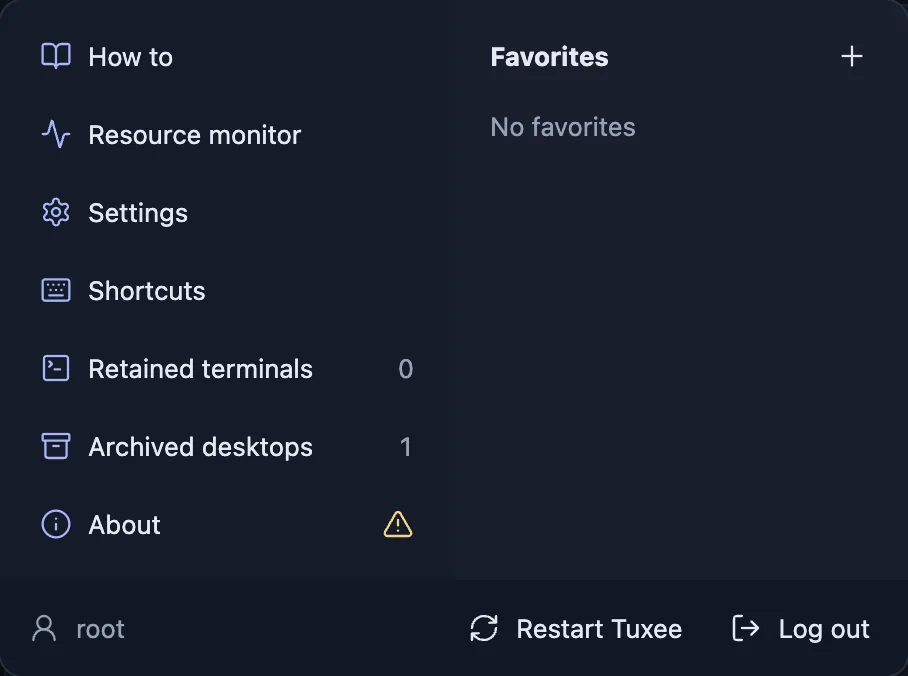 How to
Resource monitor
Settings
Shortcuts
Retained terminals 0
Archived desktops 1
About
Favorites
No favorites
root
Restart Tuxee
Log out